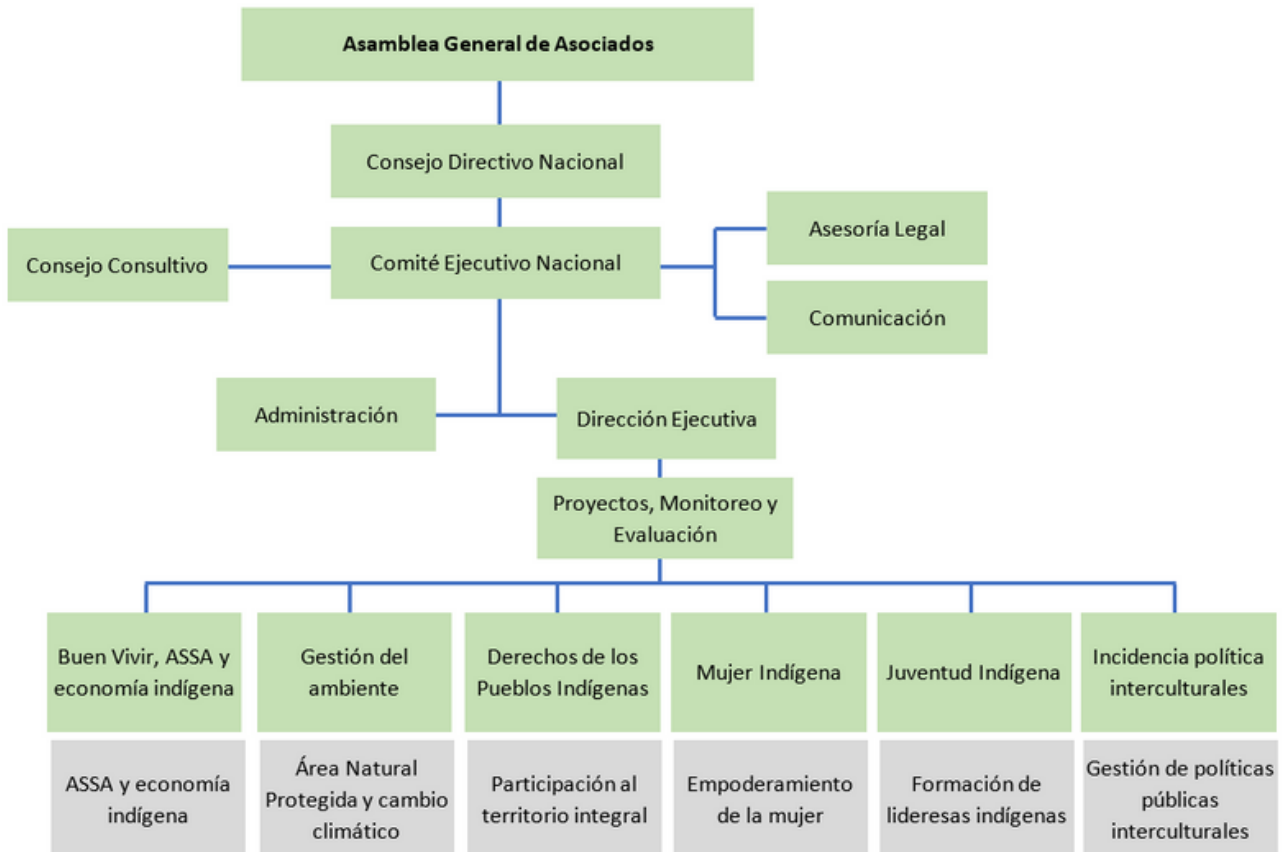 Asamblea General de Asociados
Consejo Directivo Nacional
Consejo Consultivo
Comité Ejecutivo Nacional
Asesoría Legal
Comunicación
Administración
Dirección Ejecutiva
Proyectos, Monitoreo y
Evaluación
Buen Vivir, ASSA y
economía indígena
Gestión del
ambiente
Derechos de los
Pueblos Indígenas
Mujer Indígena
Juventud Indígena
Incidencia política
interculturales
ASSA y economía
indígena
Área Natural
Protegida y cambio
climático
Participación al
territorio integral
Empoderamiento
de la mujer
Formación de
lideresas indígenas
Gestión de políticas
públicas
interculturales